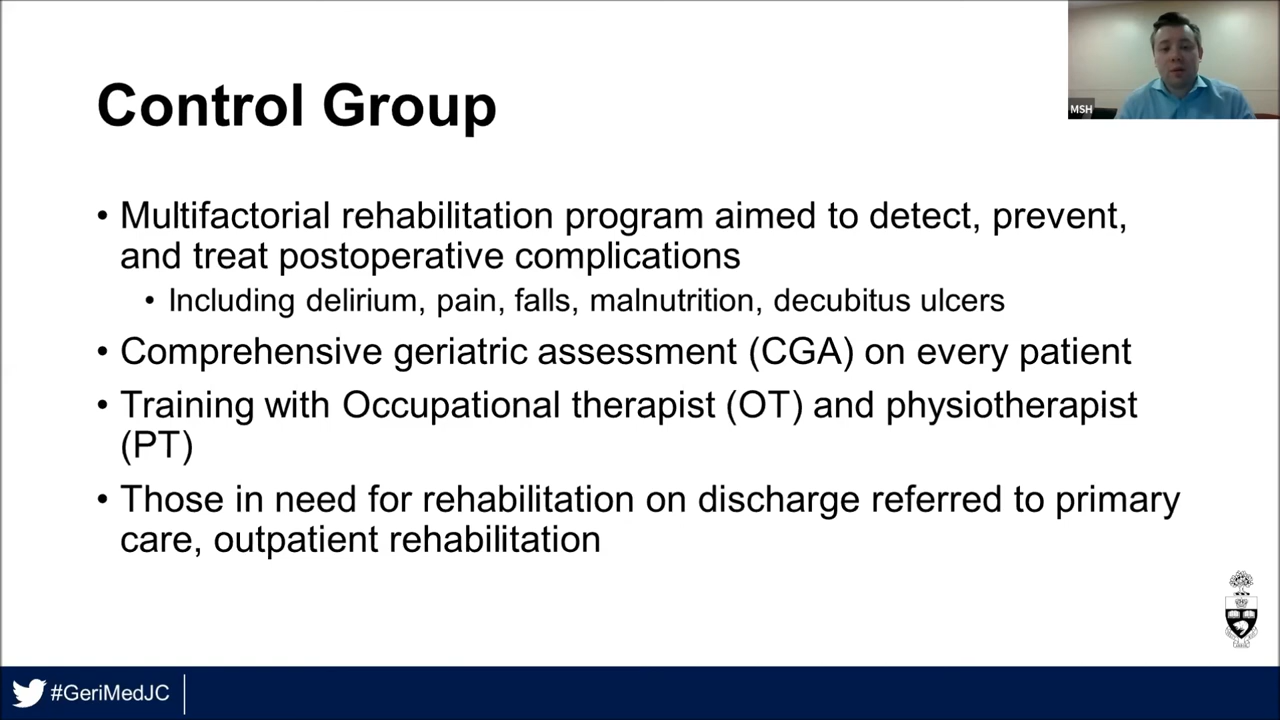 MSH
Control Group
• Multifactorial rehabilitation program aimed to detect, prevent,
and treat postoperative complications
• Including delirium, pain, falls, malnutrition, decubitus ulcers
• Comprehensive geriatric assessment (CGA) on every patient
• Training with Occupational therapist (OT) and physiotherapist
(PT)
• Those in need for rehabilitation on discharge referred to primary
care, outpatient rehabilitation
#GeriMedJC